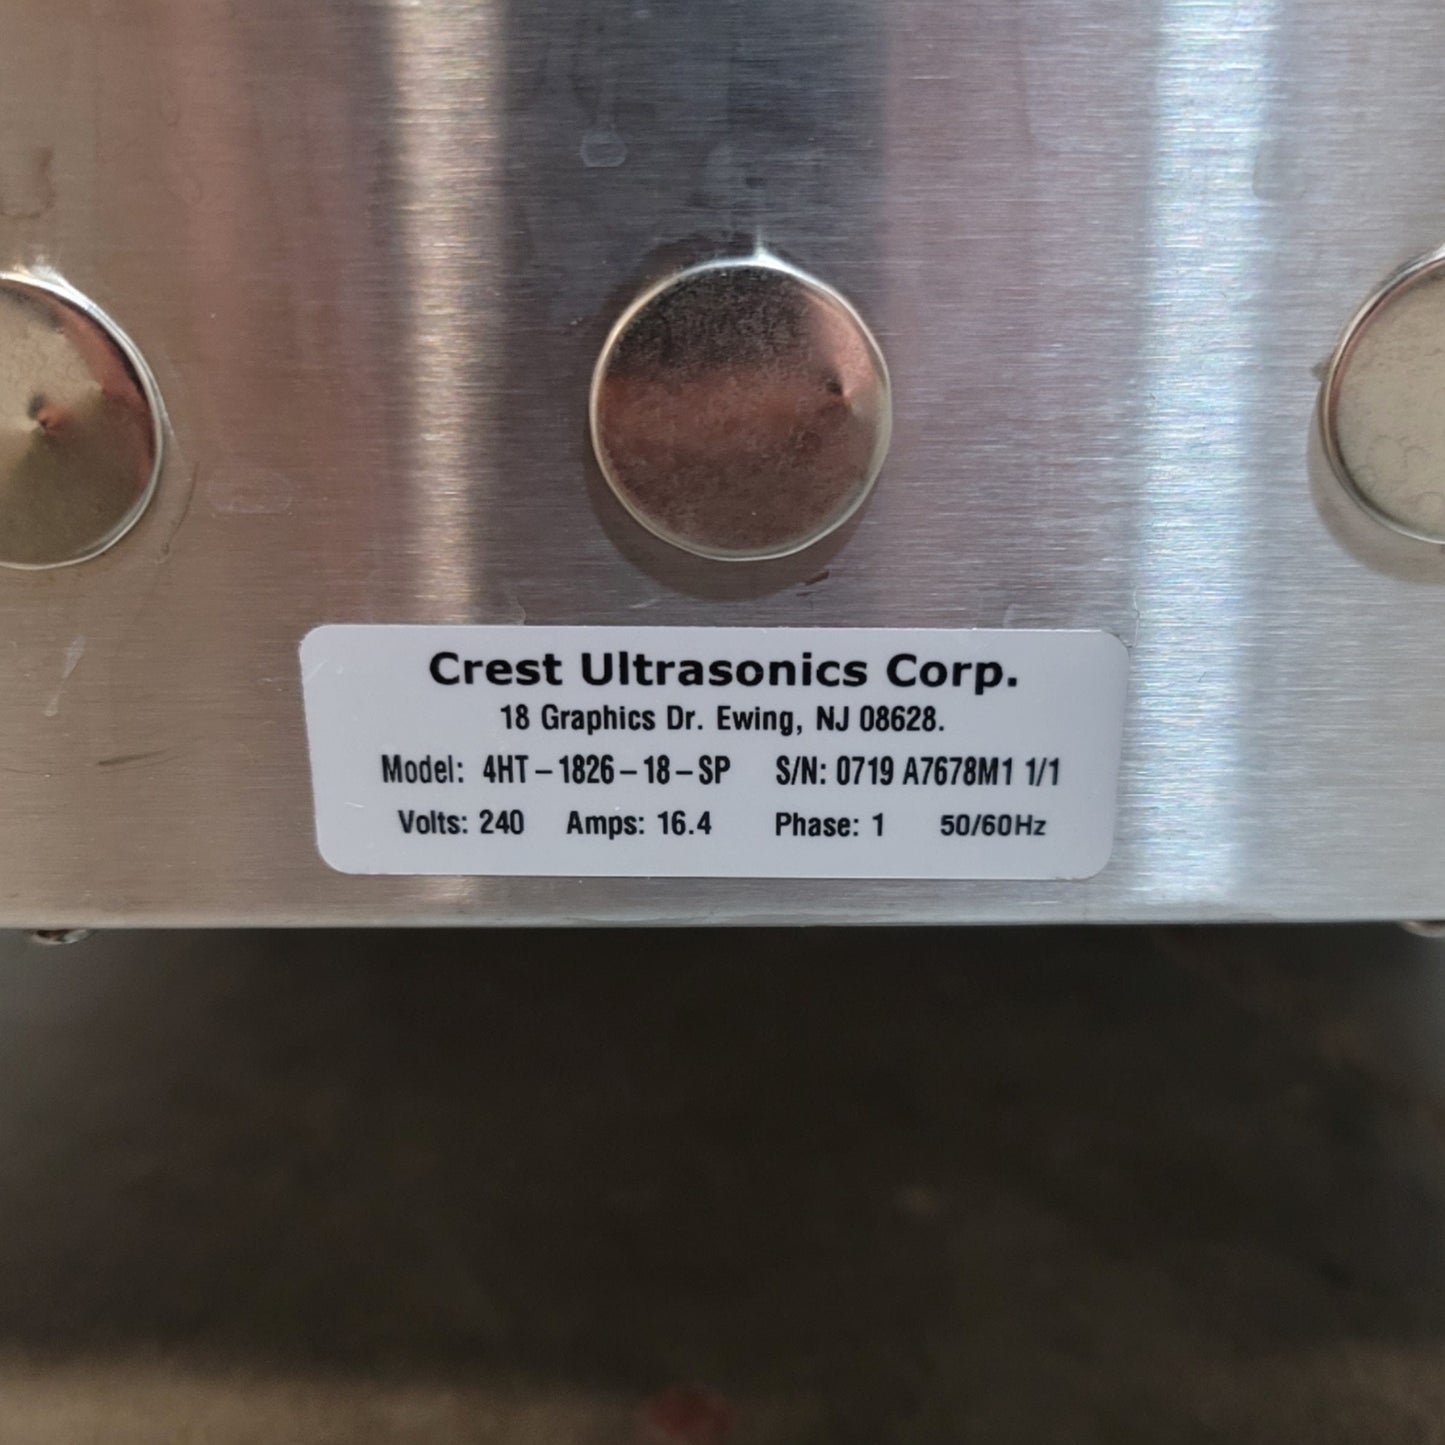 Crest Ultrasonics Corp.
18 Graphics Dr. Ewing, NJ 08628.
Model: 4HT-1826-18-SP S/N: 0719 A7678M1 1/1
Volts: 240 Amps: 16.4 Phase: 1 50/60Hz